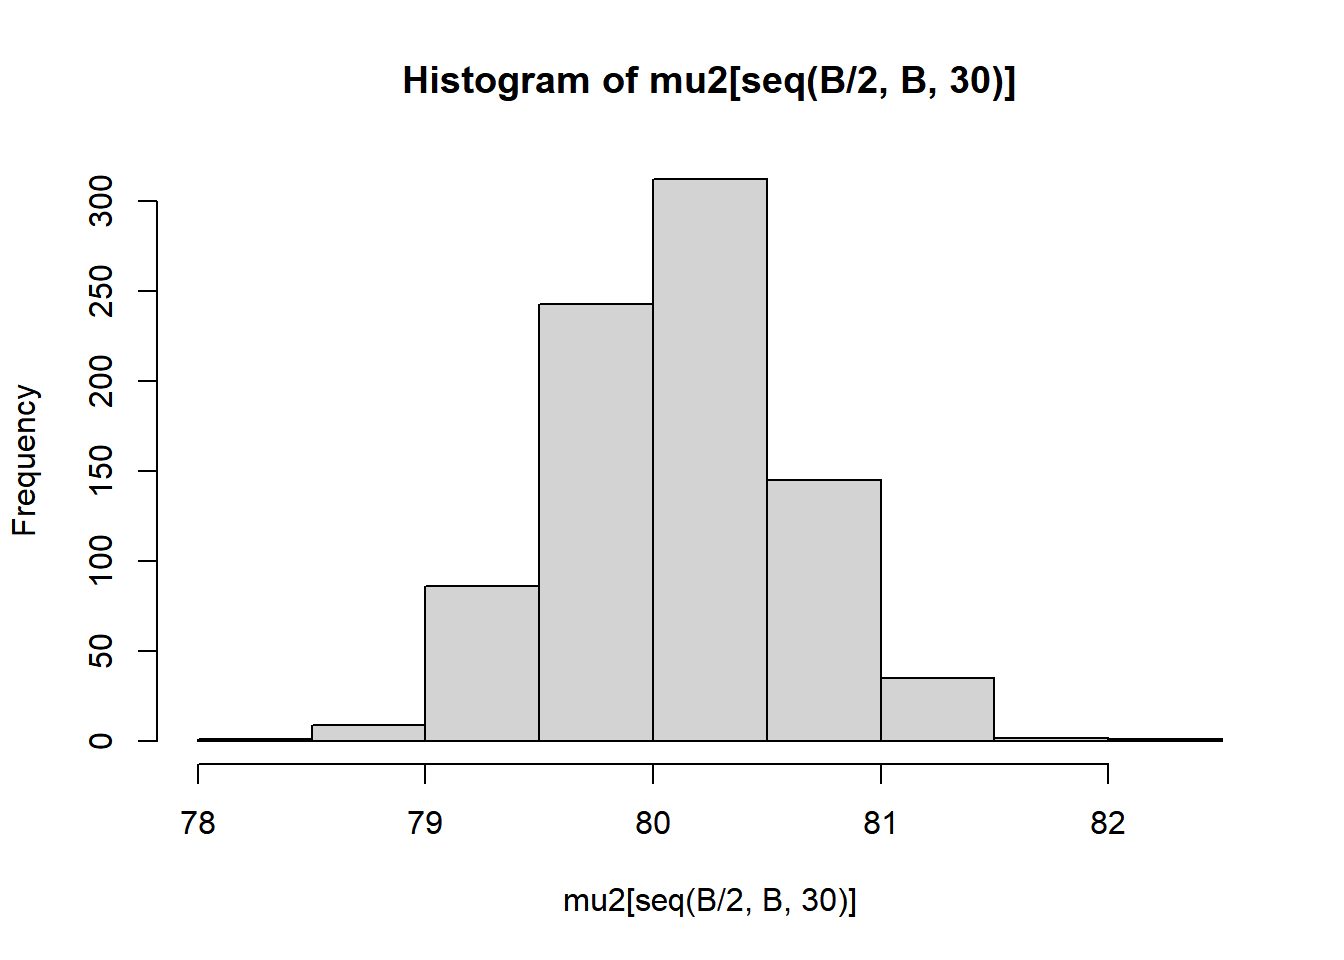 Histogram of mu2[seq(B/2, B, 30)]
Frequency
300
250
200
150
100
50
0
78 79 80 81 82
mu2[seq(B/2, B, 30)]